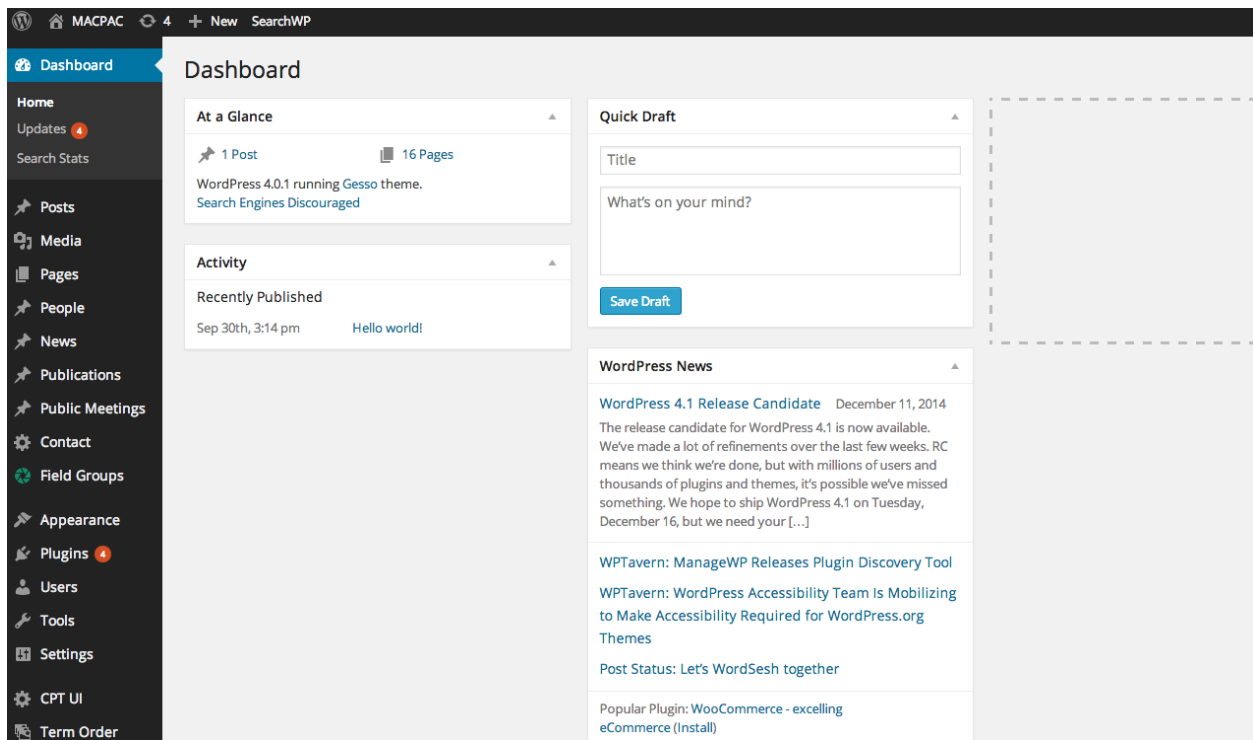 MACPAC 4 + New SearchWP
Dashboard
Home
Updates 4
Search Stats
Posts
Media
Pages
People
News
Publications
Public Meetings
Contact
Field Groups
Appearance
Plugins 4
Users
Tools
Settings
CPT UI
Term Order
Dashboard
At a Glance
1 Post 16 Pages
WordPress 4.0.1 running Gesso theme.
Search Engines Discouraged
Activity
Recently Published
Sep 30th, 3:14 pm Hello world!
Quick Draft
Title
What's on your mind?
Save Draft
WordPress News
WordPress 4.1 Release Candidate December 11, 2014
The release candidate for WordPress 4.1 is now available.
We've made a lot of refinements over the last few weeks. RC
means we think we're done, but with millions of users and
thousands of plugins and themes, it's possible we've missed
something. We hope to ship WordPress 4.1 on Tuesday,
December 16, but we need your […]
WPTavern: ManageWP Releases Plugin Discovery Tool
WPTavern: WordPress Accessibility Team Is Mobilizing
to Make Accessibility Required for WordPress.org
Themes
Post Status: Let's WordSesh together
Popular Plugin: WooCommerce - excelling
eCommerce (Install)